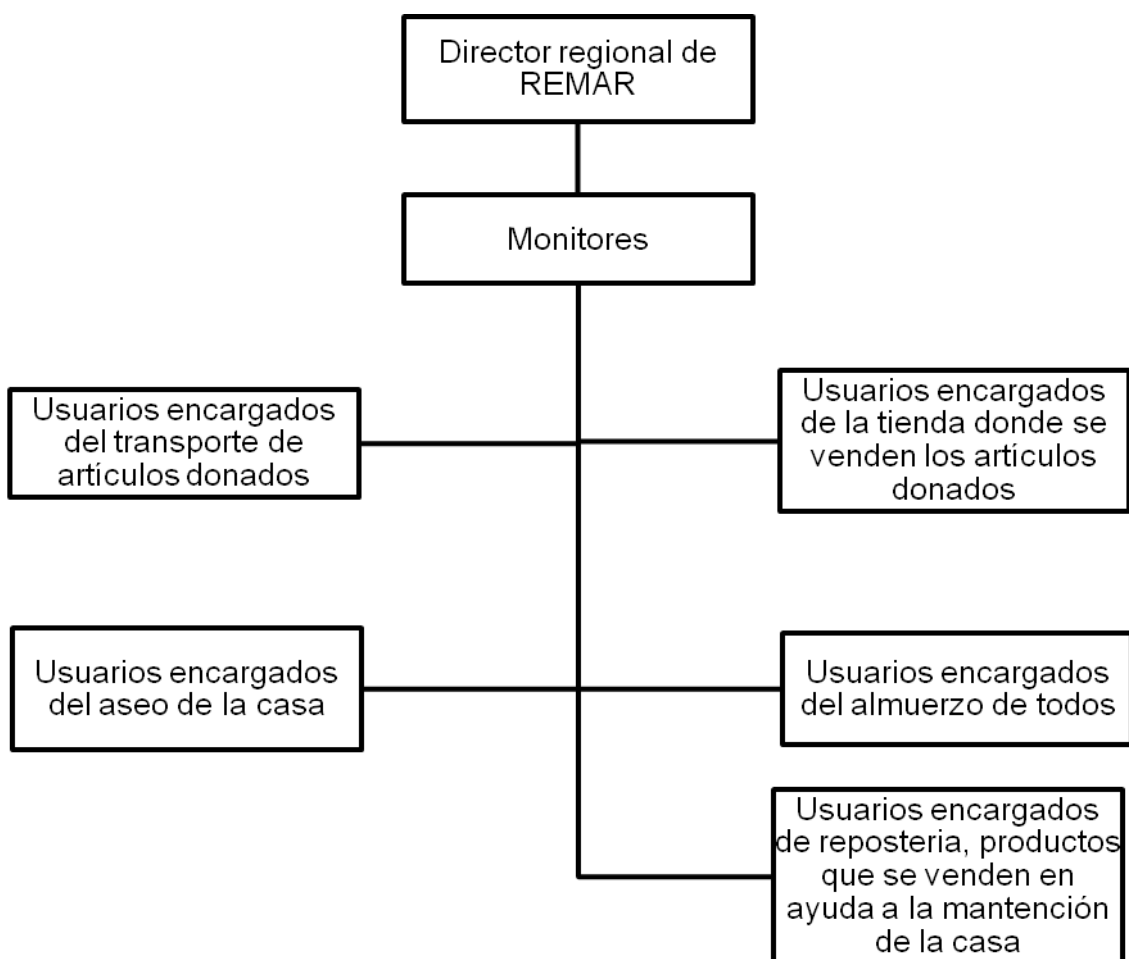 Director regional de
REMAR
Monitores
Usuarios encargados
del transporte de
artículos donados
Usuarios encargados
de la tienda donde se
venden los artículos
donados
Usuarios encargados
del aseo de la casa
Usuarios encargados
del almuerzo de todos
Usuarios encargados
de reposteria, productos
que se venden en
ayuda a la mantención
de la casa